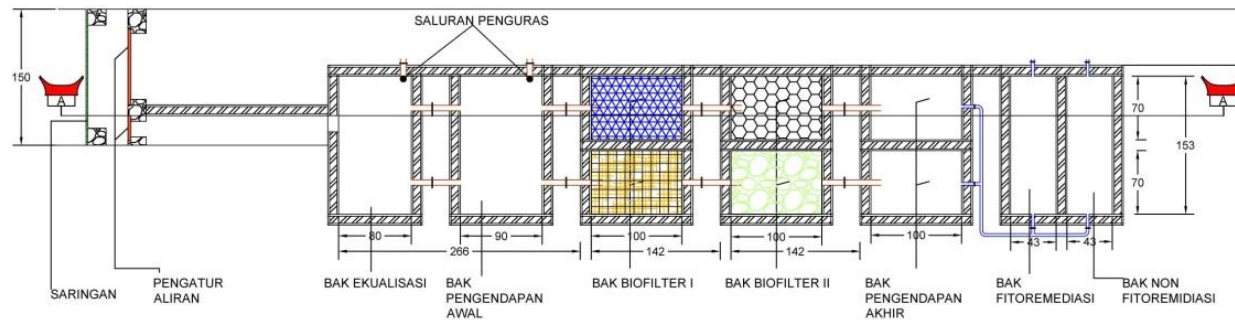 SALURAN PENGURAS
150
A
A
70
70
153
80
90
100
100
100
43
43
266
142
142
SARINGAN
PENGATUR
ALIRAN
BAK EKUALISASI
BAK
PENGENDAPAN
AWAL
BAK BIOFILTER I
BAK BIOFILTER II
BAK
PENGENDAPAN
AKHIR
BAK
FITOREMEDIASI
BAK NON
FITOREMIDIASI